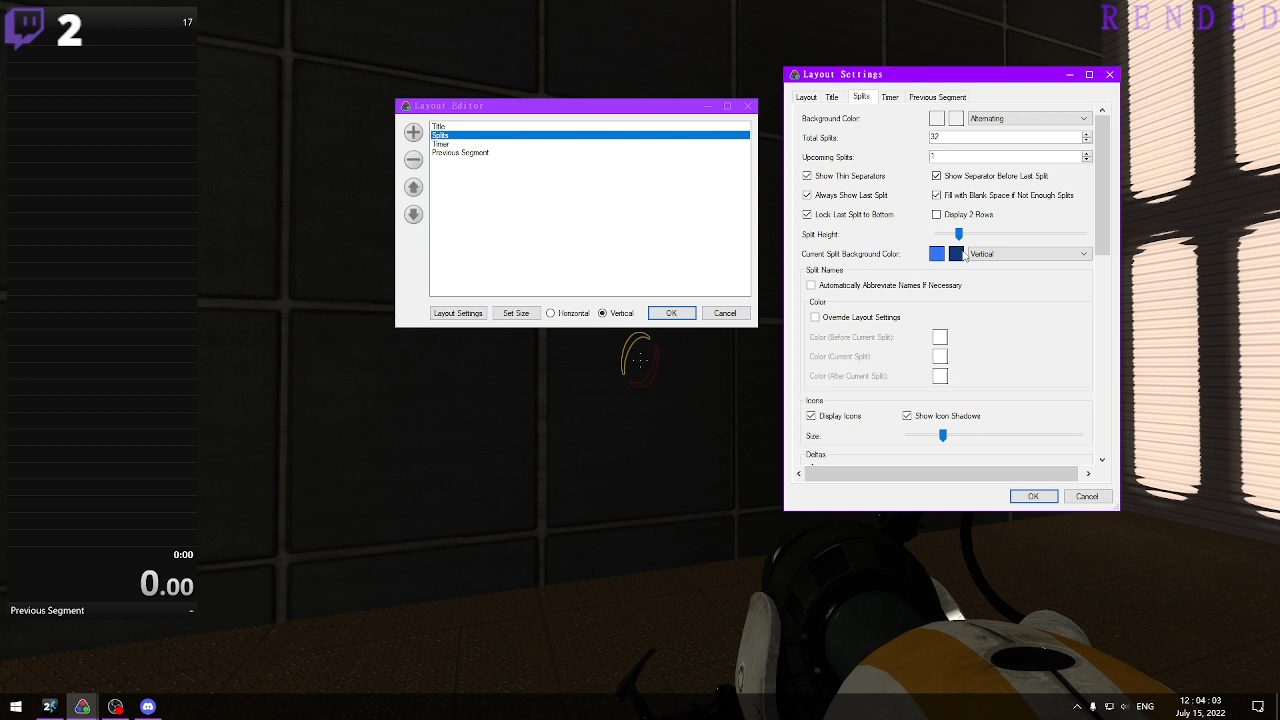 2
17
RENDED
Layout Editor
Title
Splits
Timer
Previous Segment
Layout Settings
Set Size
Horizontal
Vertical
OK
Cancel
Layout Settings
Layout
Title
Splits
Timer
Previous Segment
Background Color:
Alternating
Total Splits:
32
Upcoming Splits:
1
Show Thin Separators
Show Separator Before Last Split
Always Show Last Split
Fill with Blank Space if Not Enough Splits
Lock Last Split to Bottom
Display 2 Rows
Split Height:
Current Split Background Color:
Vertical
Split Names
Automatically Abbreviate Names If Necessary
Color
Override Layout Settings
Color (Before Current Split):
Color (Current Split):
Color (After Current Split):
Icons
Display Icons
Show Icon Shadows
Size:
Deltas
OK
Cancel
0:00
0.00
Previous Segment
-
ENG
12:04:03
July 15, 2022